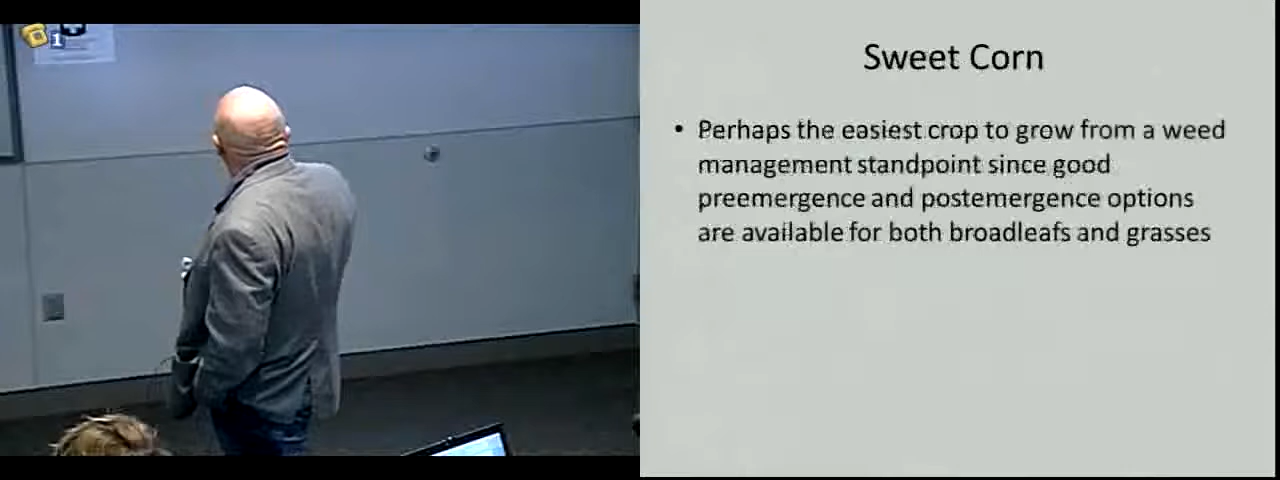 1
Sweet Corn
• Perhaps the easiest crop to grow from a weed
management standpoint since good
preemergence and postemergence options
are available for both broadleafs and grasses